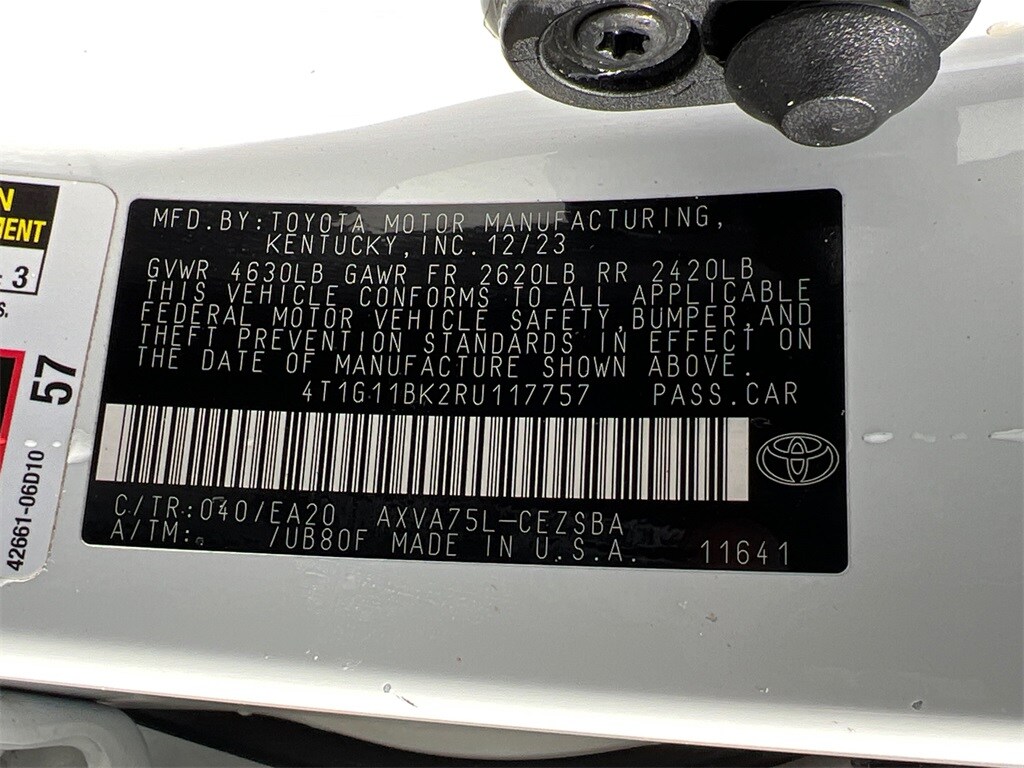 MFD.BY:TOYOTA MOTOR MANUFACTURING,
KENTUCKY,INC.12/23
GVWR 4630LB GAWR FR 2620LB RR 2420LB
THIS VEHICLE CONFORMS TO ALL APPLICABLE
FEDERAL MOTOR VEHICLE SAFETY,BUMPER,AND
THEFT PREVENTION STANDARDS IN EFFECT ON
THE DATE OF MANUFACTURE SHOWN ABOVE.
4T1G11BK2RU117757 PASS.CAR
C/TR:040/EA20 AXVA75L-CEZSBA
A/TM: /UB80F MADE IN U.S.A. 11641
3
57
42661-06D10